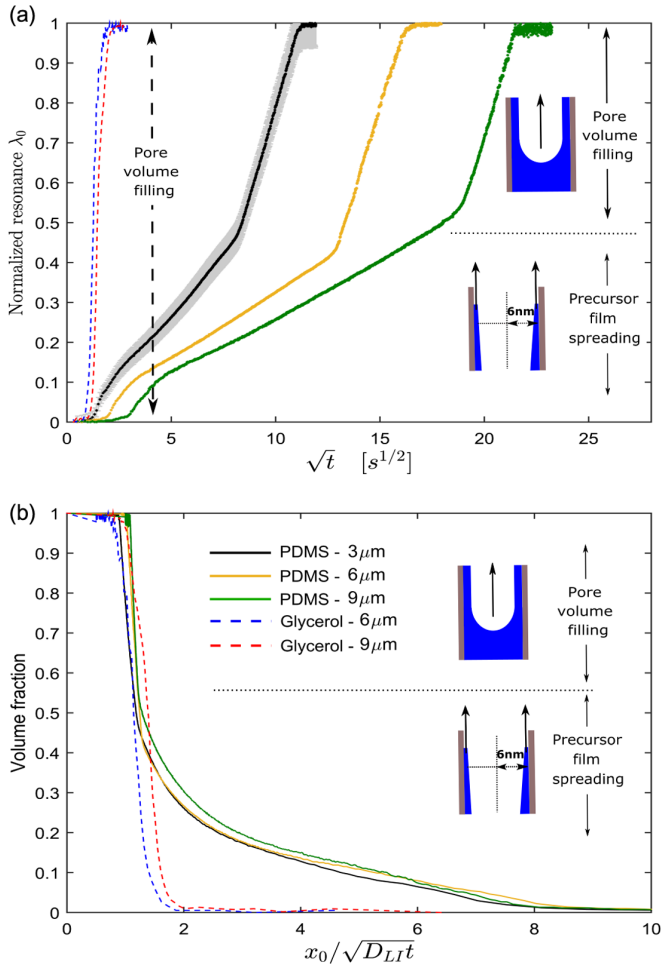 (a)
1
0.9
0.8
0.7
0.6
0.5
0.4
0.3
0.2
0.1
0
Normalized resonance λ₀
Pore
volume
filling
Pore
volume
filling
6nm
Precursor
film
spreading
0
5
10
15
20
25
√t [s^{1/2}]
(b)
1
0.9
0.8
0.7
0.6
0.5
0.4
0.3
0.2
0.1
0
Volume fraction
PDMS - 3μm
PDMS - 6μm
PDMS - 9μm
Glycerol - 6μm
Glycerol - 9μm
Pore
volume
filling
6nm
Precursor
film
spreading
0
2
4
6
8
10
x₀/√D_{LI}t